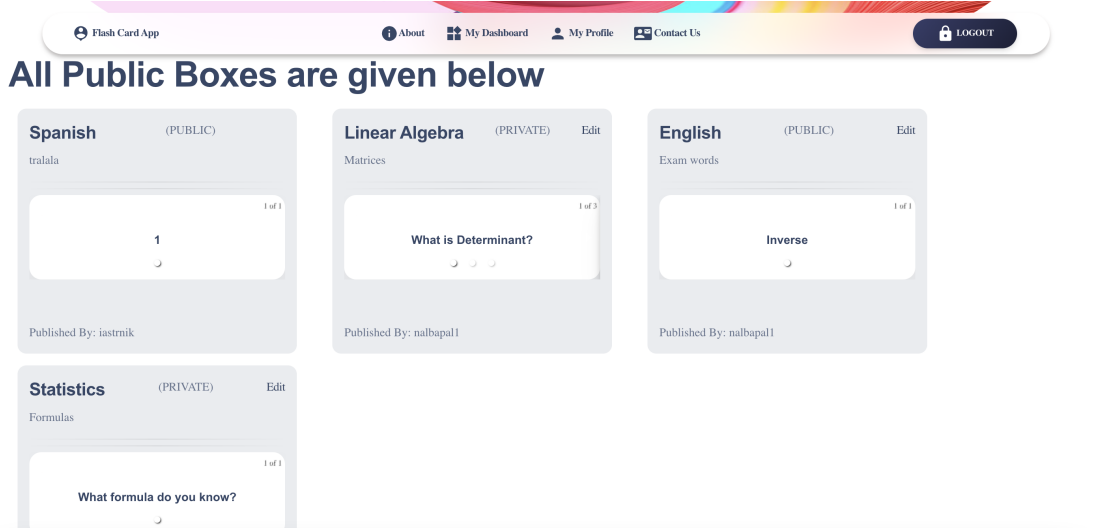 Flash Card App About My Dashboard My Profile Contact Us LOGOUT
All Public Boxes are given below
Spanish (PUBLIC)
tralala
1 of 1
1
Published By: iastrnik
Linear Algebra (PRIVATE) Edit
Matrices
1 of 3
What is Determinant?
Published By: nalbapal1
English (PUBLIC) Edit
Exam words
1 of 1
Inverse
Published By: nalbapal1
Statistics (PRIVATE) Edit
Formulas
1 of 1
What formula do you know?